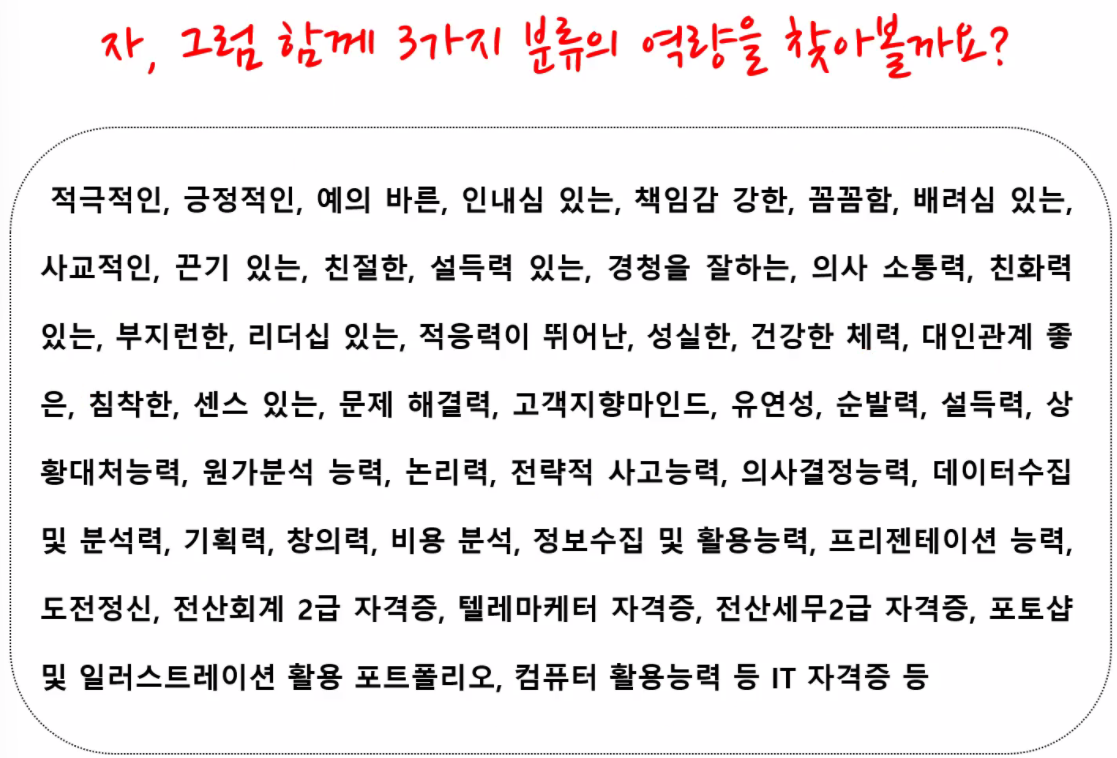 자, 그럼 함께 3가지 분류의 역량을 찾아볼까요?
적극적인, 긍정적인, 예의 바른, 인내심 있는, 책임감 강한, 꼼꼼함, 배려심 있는,
사교적인, 끈기 있는, 친절한, 설득력 있는, 경청을 잘하는, 의사 소통력, 친화력
있는, 부지런한, 리더십 있는, 적응력이 뛰어난, 성실한, 건강한 체력, 대인관계 좋
은, 침착한, 센스 있는, 문제 해결력, 고객지향마인드, 유연성, 순발력, 설득력, 상
황대처능력, 원가분석 능력, 논리력, 전략적 사고능력, 의사결정능력, 데이터수집
및 분석력, 기획력, 창의력, 비용 분석, 정보수집 및 활용능력, 프리젠테이션 능력,
도전정신, 전산회계 2급 자격증, 텔레마케터 자격증, 전산세무2급 자격증, 포토샵
및 일러스트레이션 활용 포트폴리오, 컴퓨터 활용능력 등 IT 자격증 등